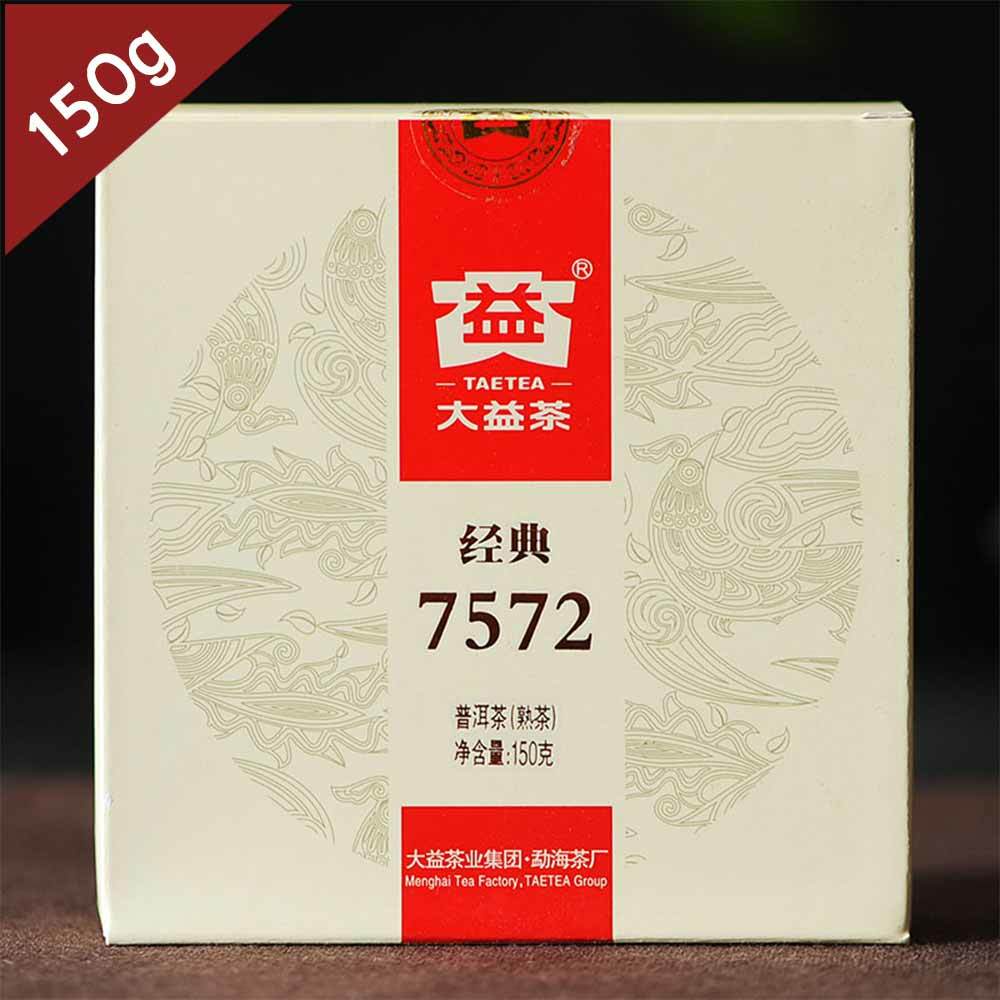 150g
益
®
TAETEA
大益茶
经典
7572
普洱茶(熟茶)
净含量:150克
大益茶业集团·勐海茶厂
Menghai Tea Factory, TAETEA Group